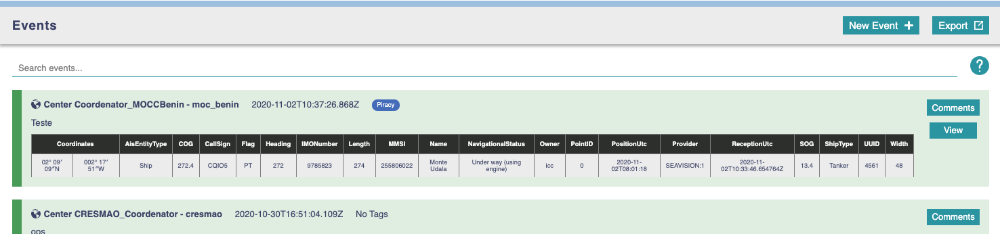 Events
New Event
Export
Search events...
?
Center Coordenator_MOCCBenin - moc_benin 2020-11-02T10:37:26.868Z Piracy
Comments
Teste
View
Coordinates AisEntityType COG CallSign Flag Heading IMONumber Length MMSI Name NavigationalStatus Owner PointID PositionUtc Provider ReceptionUtc SOG ShipType UUID Width
02° 09′ 002° 17′ Monte Under way (using 2020-11- 2020-11-
Ship 272.4 CQIO5 PT 272 9785823 274 255806022 icc 0 SEAVISION:1 13.4 Tanker 4561 48
09″N 51″W Udala engine) 02T08:01:18 02T10:33:46.654764Z
Center CRESMAO_Coordenator - cresmao 2020-10-30T16:51:04.109Z No Tags
Comments
ops